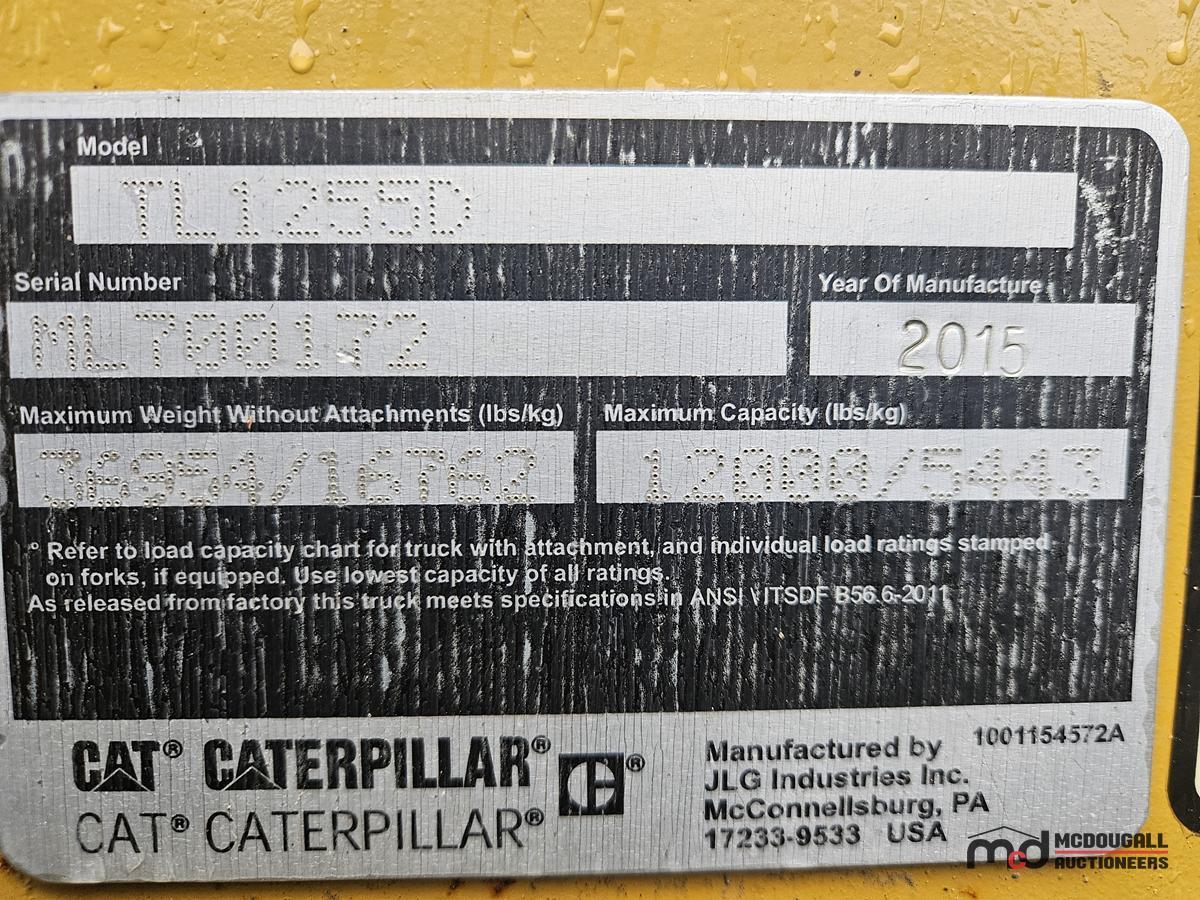 Model
TL1255D
Serial Number
Year Of Manufacture
ML700172
2015
Maximum Weight Without Attachments (lbs/kg)
Maximum Capacity (lbs/kg)
36954/16762
12000/5443
° Refer to load capacity chart for truck with attachment, and individual load ratings stamped
on forks, if equipped. Use lowest capacity of all ratings.
As released from factory this truck meets specifications in ANSI \ ITSDF B56.6-2011
CAT® CATERPILLAR®
CAT® CATERPILLAR®
Manufactured by
JLG Industries Inc.
McConnellsburg, PA
17233-9533 USA
1001154572A
mcd MCDOUGALL
AUCTIONEERS